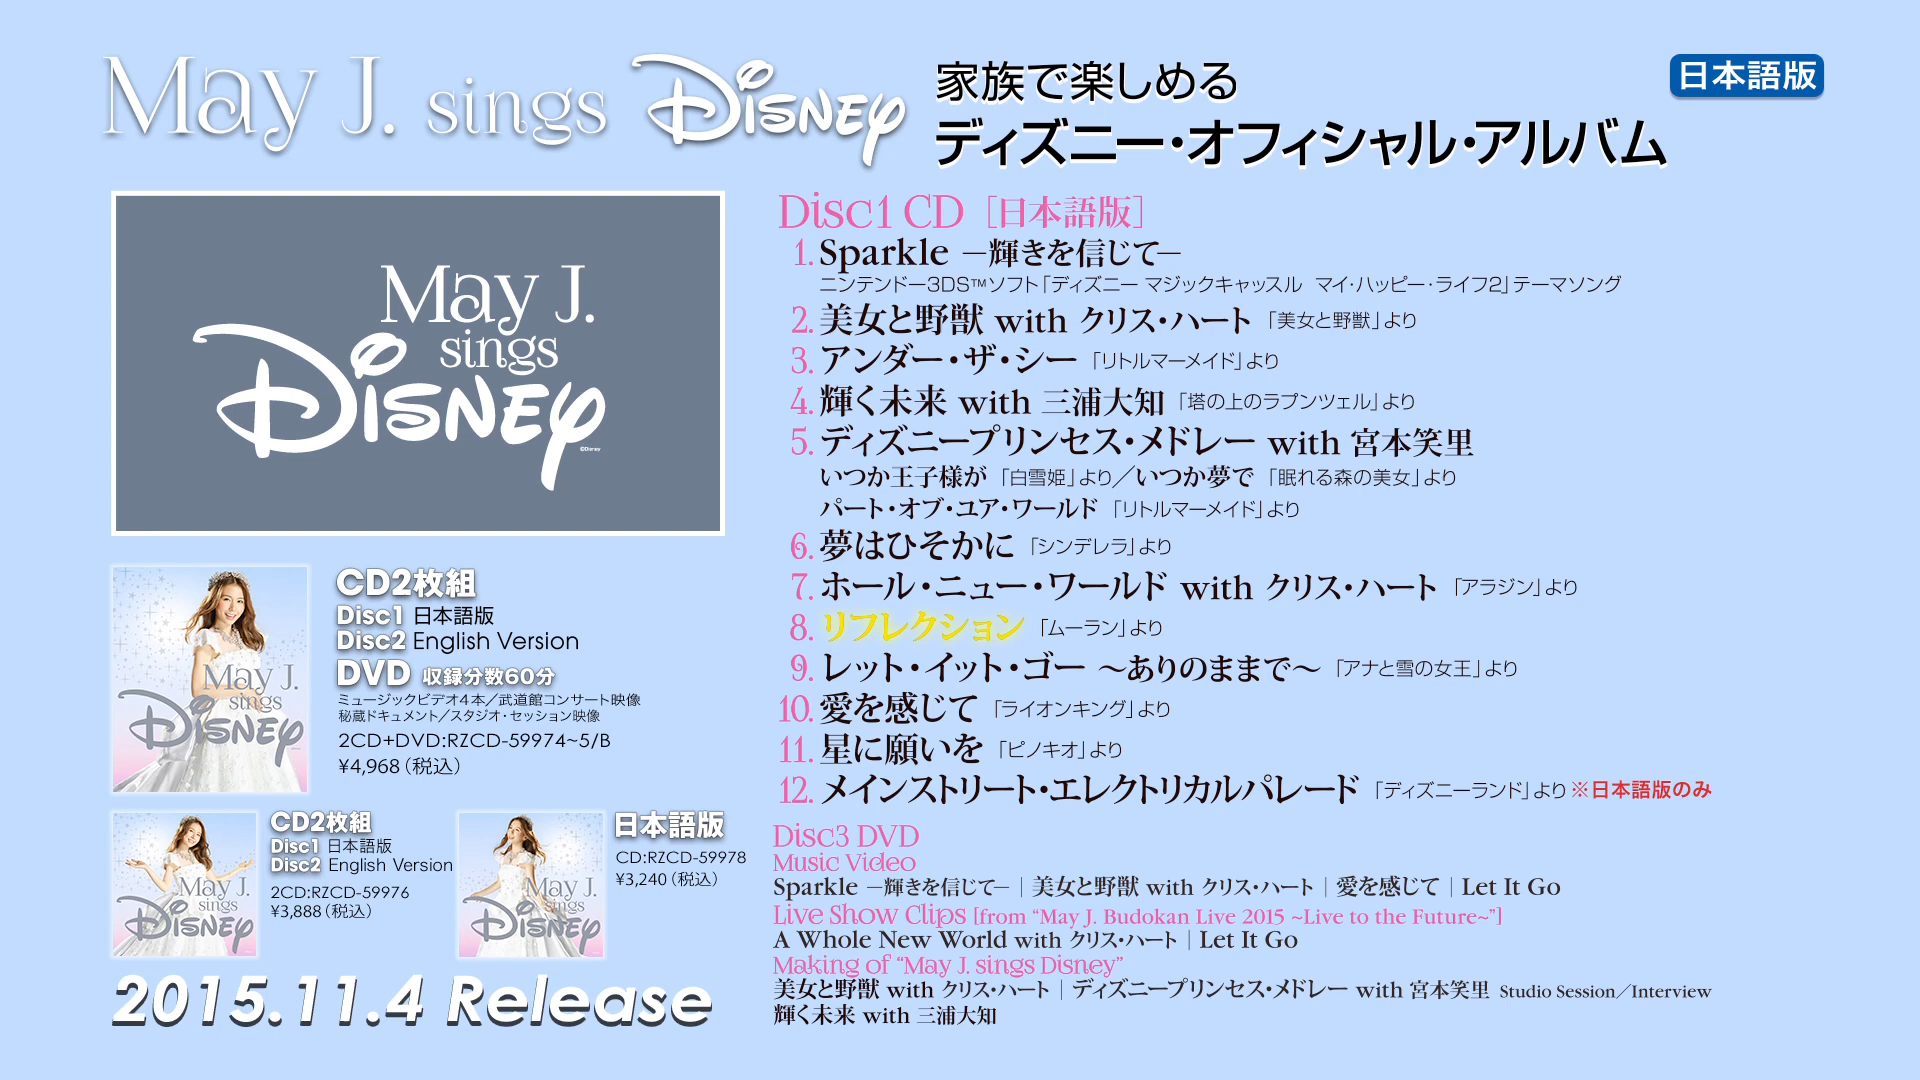 May J. sings Disney
家族で楽しめる
ディズニー・オフィシャル・アルバム
日本語版
May J.
sings
Disney
©Disney
May J.
sings
Disney
CD2枚組
Disc1 日本語版
Disc2 English Version
DVD 収録分数60分
ミュージックビデオ4本／武道館コンサート映像
秘蔵ドキュメント／スタジオ・セッション映像
2CD+DVD:RZCD-59974~5/B
¥4,968（税込）
May J.
sings
Disney
CD2枚組
Disc1 日本語版
Disc2 English Version
2CD:RZCD-59976
¥3,888（税込）
May J.
sings
Disney
日本語版
CD:RZCD-59978
¥3,240（税込）
2015.11.4 Release
Disc1 CD［日本語版］
1. Sparkle －輝きを信じて－
ニンテンドー3DS™ソフト「ディズニー マジックキャッスル マイ・ハッピー・ライフ2」テーマソング
2. 美女と野獣 with クリス・ハート 「美女と野獣」より
3. アンダー・ザ・シー 「リトルマーメイド」より
4. 輝く未来 with 三浦大知 「塔の上のラプンツェル」より
5. ディズニープリンセス・メドレー with 宮本笑里
いつか王子様が 「白雪姫」より／いつか夢で 「眠れる森の美女」より
パート・オブ・ユア・ワールド 「リトルマーメイド」より
6. 夢はひそかに 「シンデレラ」より
7. ホール・ニュー・ワールド with クリス・ハート 「アラジン」より
8. リフレクション 「ムーラン」より
9. レット・イット・ゴー ～ありのままで～ 「アナと雪の女王」より
10. 愛を感じて 「ライオンキング」より
11. 星に願いを 「ピノキオ」より
12. メインストリート・エレクトリカルパレード 「ディズニーランド」より ※日本語版のみ
Disc3 DVD
Music Video
Sparkle －輝きを信じて－｜美女と野獣 with クリス・ハート｜愛を感じて｜Let It Go
Live Show Clips [from “May J. Budokan Live 2015 ~Live to the Future~”]
A Whole New World with クリス・ハート｜Let It Go
Making of “May J. sings Disney”
美女と野獣 with クリス・ハート｜ディズニープリンセス・メドレー with 宮本笑里 Studio Session／Interview
輝く未来 with 三浦大知